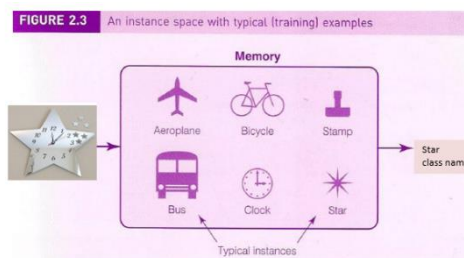 FIGURE 2.3
An instance space with typical (training) examples
Memory
Aeroplane
Bicycle
Stamp
Bus
Clock
Star
Typical instances
Star
class nam